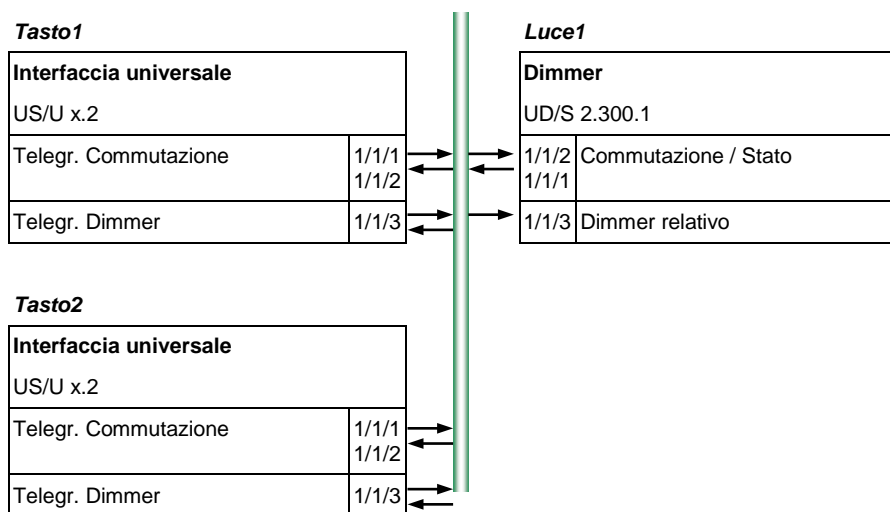 Tasto1
Interfaccia universale
US/U x.2
Telegr. Commutazione 1/1/1
1/1/2
Telegr. Dimmer 1/1/3
Luce1
Dimmer
UD/S 2.300.1
1/1/2 Commutazione / Stato
1/1/1
1/1/3 Dimmer relativo
Tasto2
Interfaccia universale
US/U x.2
Telegr. Commutazione 1/1/1
1/1/2
Telegr. Dimmer 1/1/3